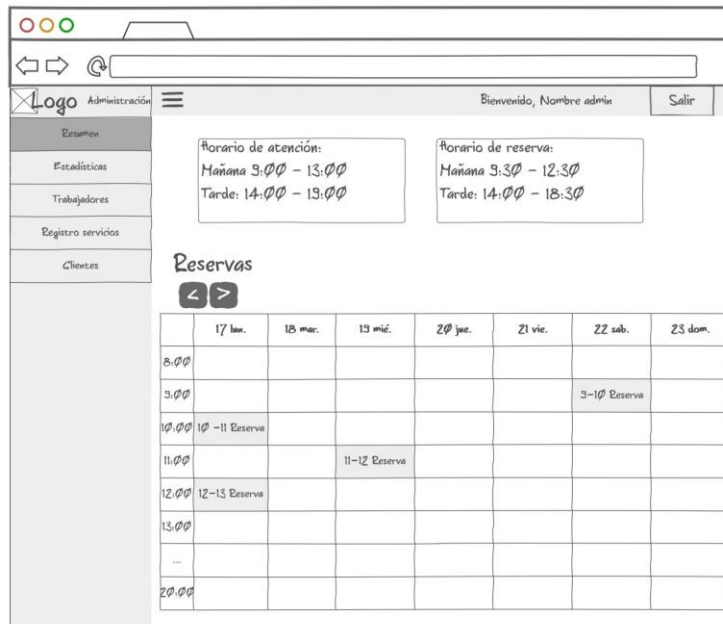 Logo Administración
Bienvenido, Nombre admin
Salir
Resumen
Estadísticas
Trabajadores
Registro servicios
Clientes
Horario de atención:
Mañana 9:00 - 13:00
Tarde: 14:00 - 19:00
Horario de reserva:
Mañana 9:30 - 12:30
Tarde: 14:00 - 18:30
Reservas
< >
17 lun. 18 mar. 19 mié. 20 jue. 21 vie. 22 sab. 23 dom.
8:00
9:00 9-10 Reserva
10:00 10 -11 Reserva
11:00 11-12 Reserva
12:00 12-13 Reserva
13:00
...
20:00